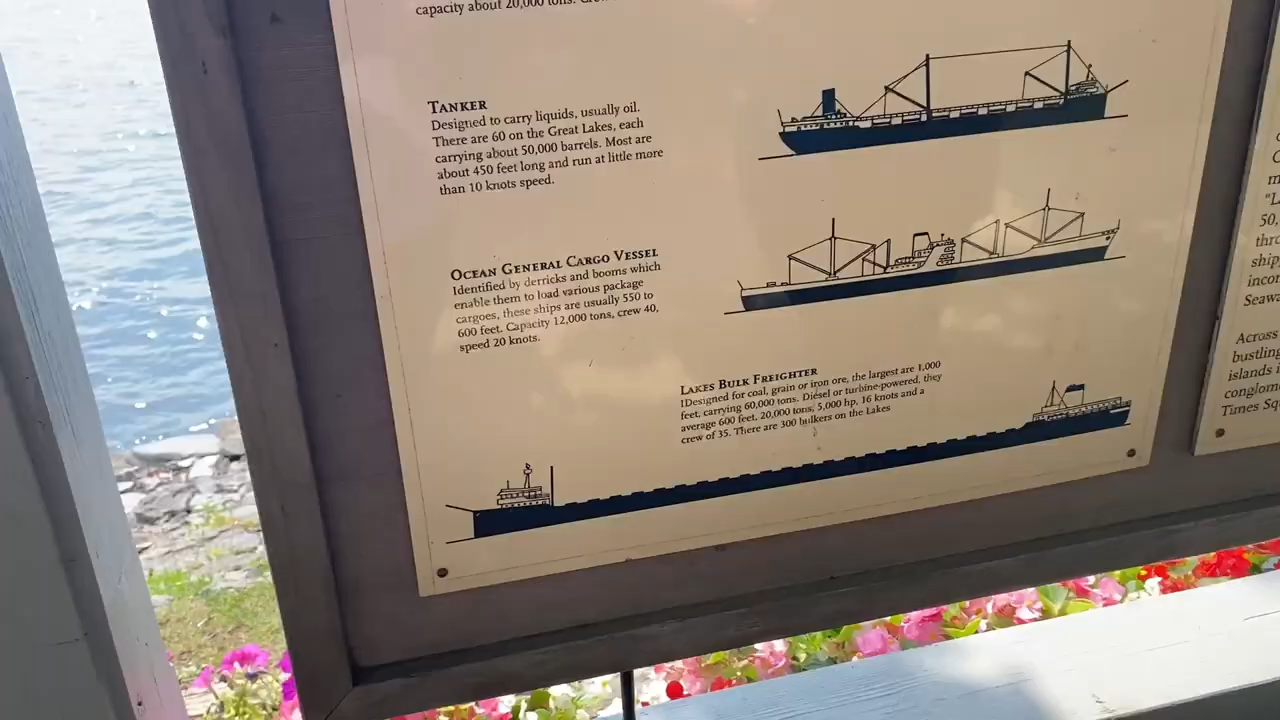 capacity about 20,000 tons.
TANKER
Designed to carry liquids, usually oil.
There are 60 on the Great Lakes, each
carrying about 50,000 barrels. Most are
about 450 feet long and run at little more
than 10 knots speed.
OCEAN GENERAL CARGO VESSEL
Identified by derricks and booms which
enable them to load various package
cargoes, these ships are usually 550 to
600 feet. Capacity 12,000 tons, crew 40,
speed 20 knots.
LAKES BULK FREIGHTER
IDesigned for coal, grain or iron ore, the largest are 1,000
feet, carrying 60,000 tons. Diesel or turbine-powered, they
average 600 feet, 20,000 tons, 5,000 hp, 16 knots and a
crew of 35. There are 300 bulkers on the Lakes
50,
ship
Seawa
Across
bustling
islands i
conglom
Times Sq